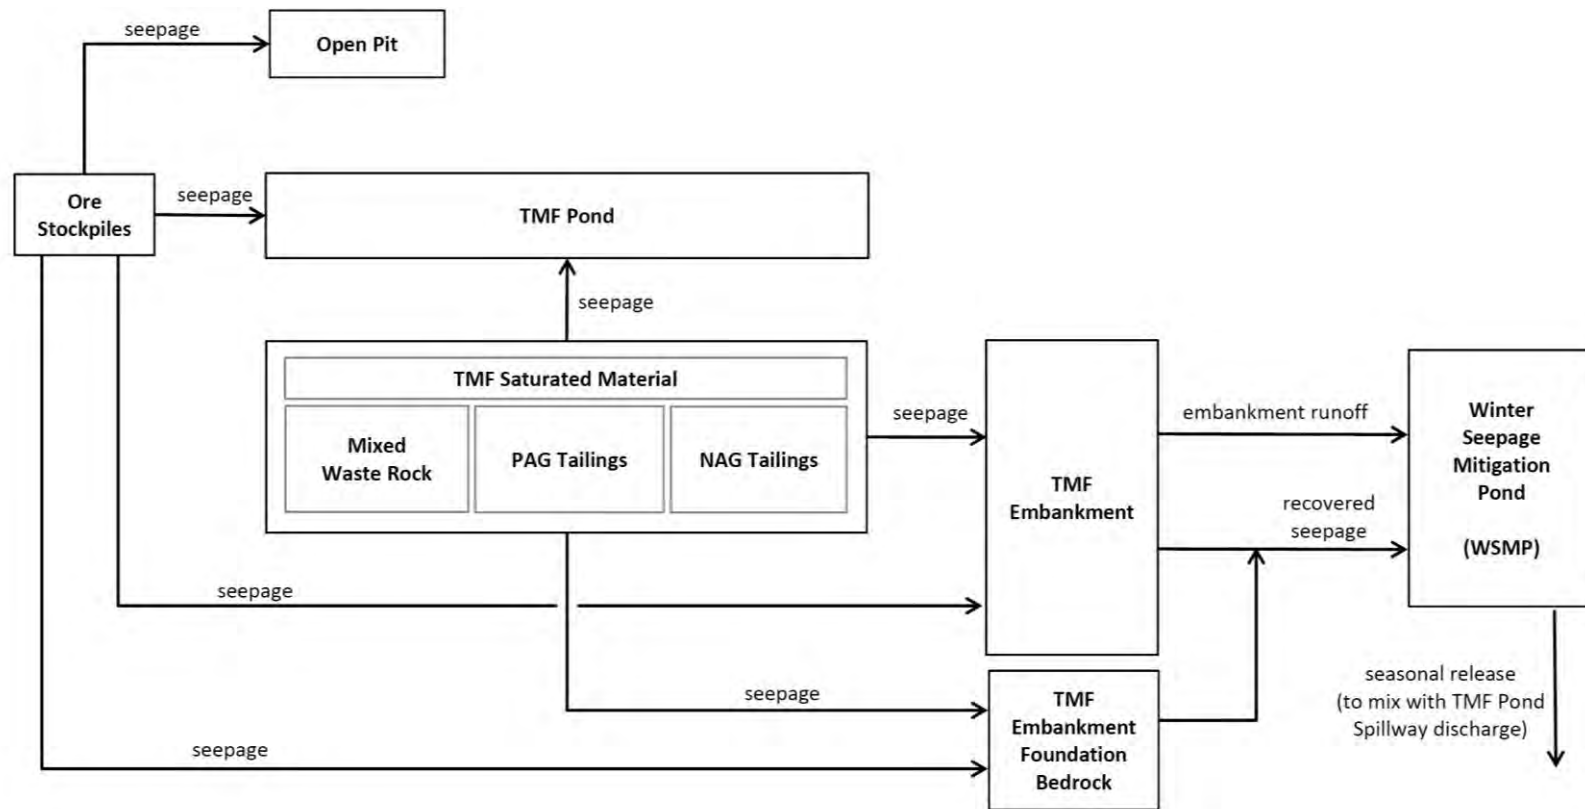 seepage
Open Pit
Ore
Stockpiles
seepage
TMF Pond
seepage
TMF Saturated Material
Mixed
Waste Rock
PAG Tailings
NAG Tailings
seepage
TMF
Embankment
embankment runoff
recovered
seepage
Winter
Seepage
Mitigation
Pond
(WSMP)
seepage
seepage
seepage
TMF
Embankment
Foundation
Bedrock
seasonal release
(to mix with TMF Pond
Spillway discharge)